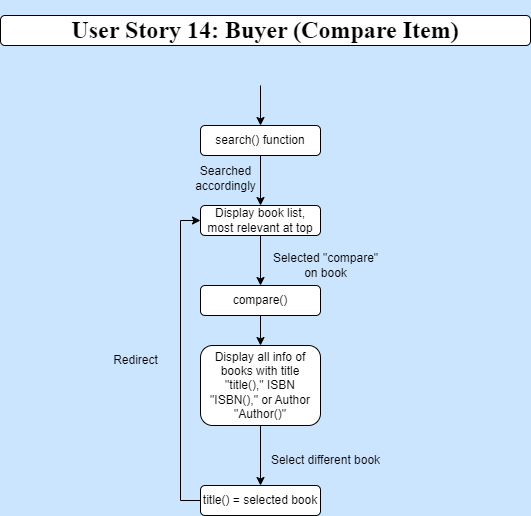 User Story 14: Buyer (Compare Item)
search() function
Searched
accordingly
Display book list,
most relevant at top
Selected "compare"
on book
compare()
Redirect
Display all info of
books with title
"title()," ISBN
"ISBN()," or Author
"Author()"
Select different book
title() = selected book